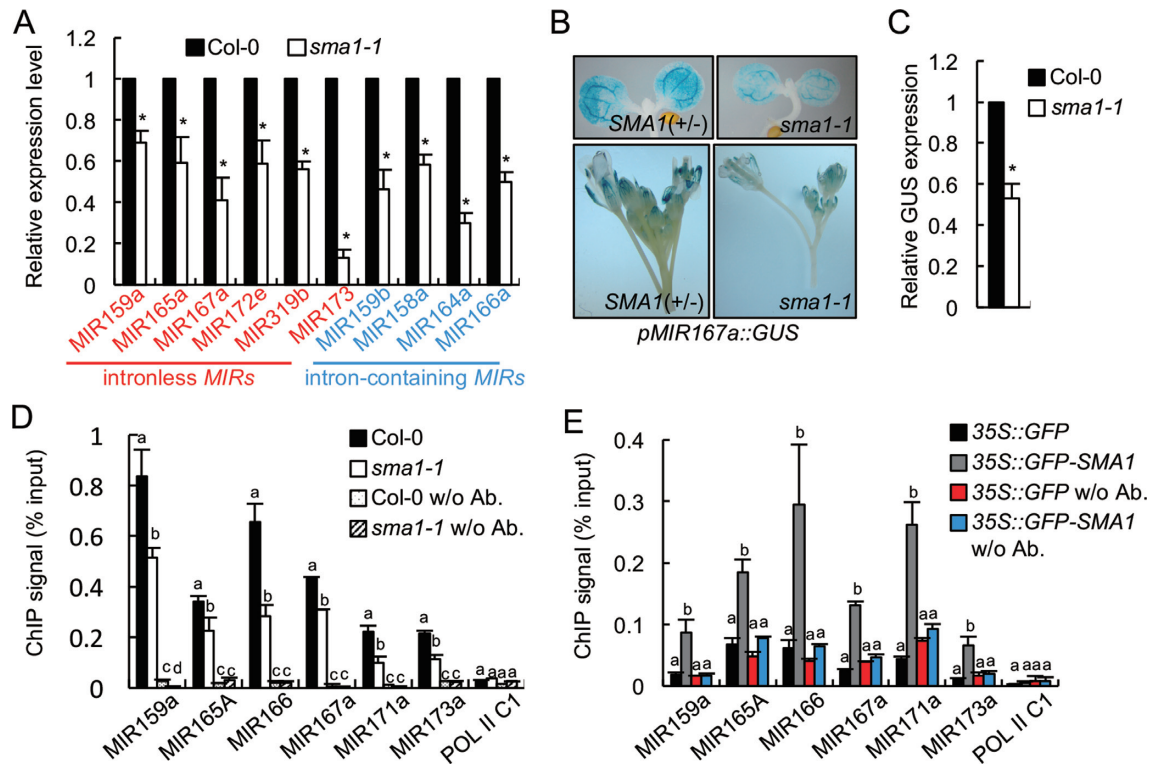 A
Col-0
sma1-1
Relative expression level
1.2
1
0.8
0.6
0.4
0.2
0
* * * * * * * * * *
MIR159a
MIR165a
MIR167a
MIR172e
MIR319b
MIR173
MIR159b
MIR158a
MIR164a
MIR166a
intronless MIRs
intron-containing MIRs
B
SMA1(+/-)
sma1-1
SMA1(+/-)
sma1-1
pMIR167a::GUS
C
Col-0
sma1-1
Relative GUS expression
1.2
1
0.8
0.6
0.4
0.2
0
*
D
Col-0
sma1-1
Col-0 w/o Ab.
sma1-1 w/o Ab.
ChIP signal (% input)
1
0.8
0.6
0.4
0.2
0
a b c d
a b c c
a b c c
a b c c
a b c c
a b c c
a a a a
MIR159a
MIR165A
MIR166
MIR167a
MIR171a
MIR173a
POL II C1
E
35S::GFP
35S::GFP-SMA1
35S::GFP w/o Ab.
35S::GFP-SMA1
w/o Ab.
ChIP signal (% input)
0.4
0.3
0.2
0.1
0
a b a a
a b a a
a b a a
a b a a
a b a a
a b a a
a a a a
MIR159a
MIR165A
MIR166
MIR167a
MIR171a
MIR173a
POL II C1